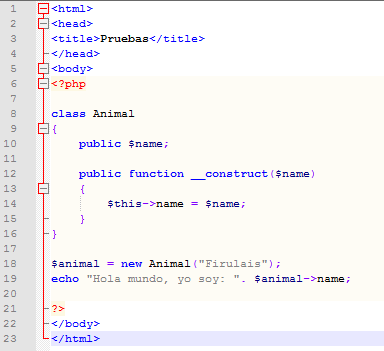 1 <html>
2 <head>
3 <title>Pruebas</title>
4 </head>
5 <body>
6 <?php
7
8 class Animal
9 {
10 public $name;
11
12 public function __construct($name)
13 {
14 $this->name = $name;
15 }
16 }
17
18 $animal = new Animal("Firulais");
19 echo "Hola mundo, yo soy: ". $animal->name;
20
21 ?>
22 </body>
23 </html>